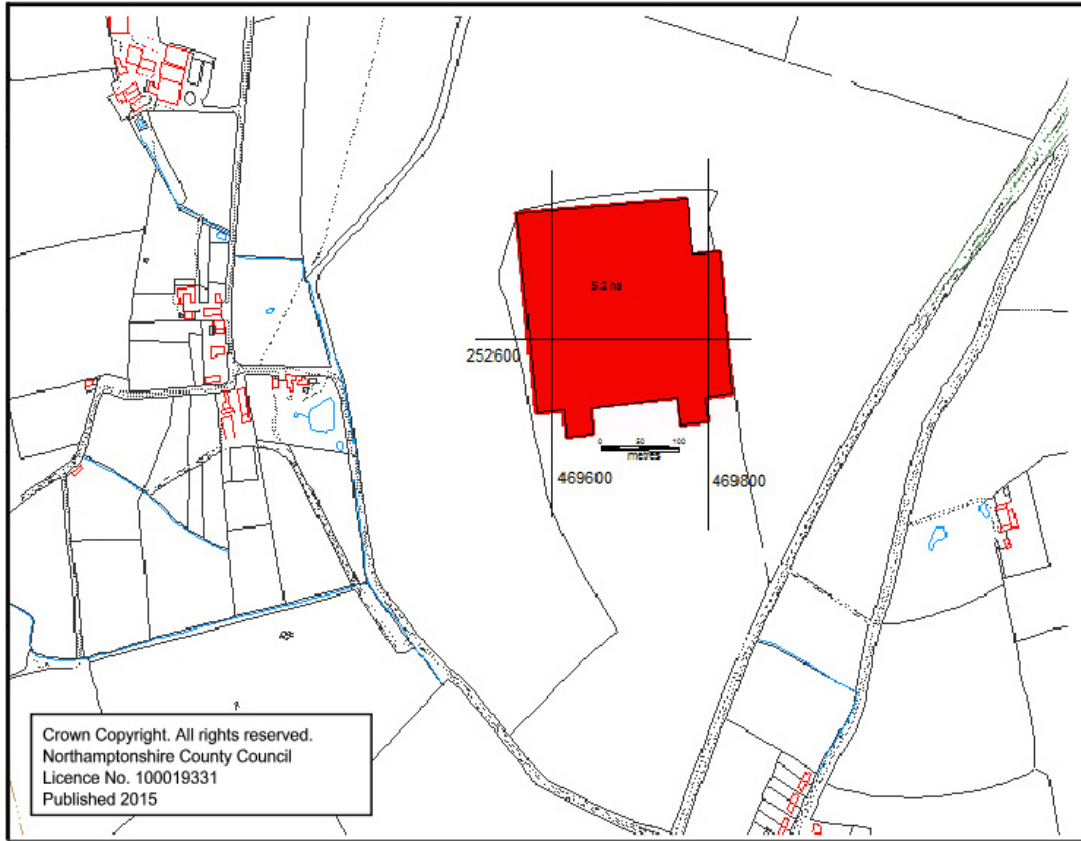 5.2 ha
252600
0 50 100
metres
469600
469800
Crown Copyright. All rights reserved.
Northamptonshire County Council
Licence No. 100019331
Published 2015